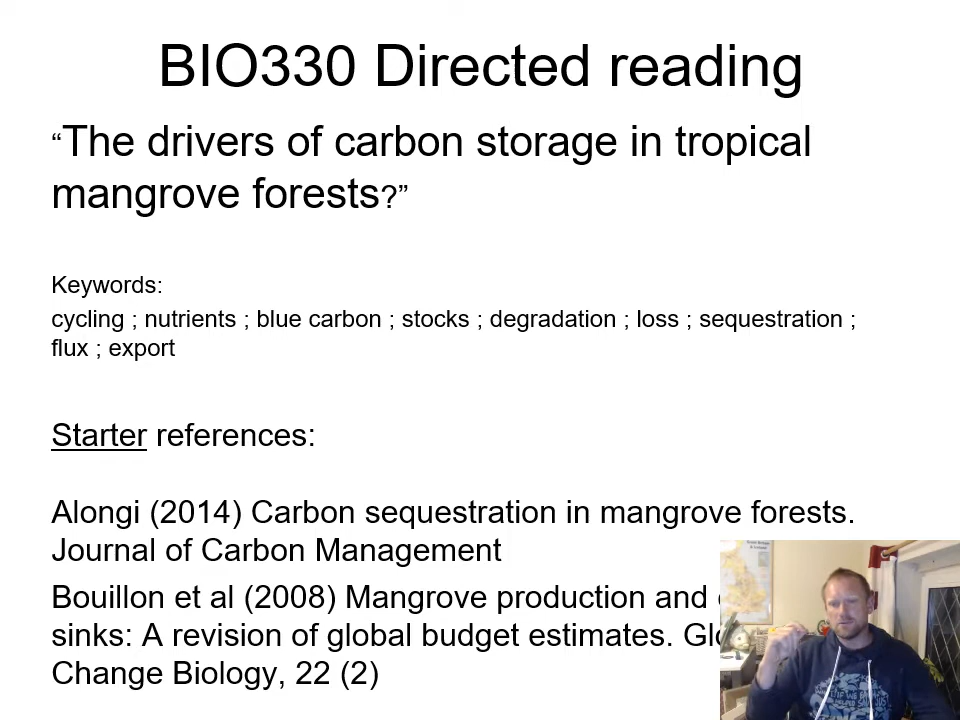 BIO330 Directed reading
“The drivers of carbon storage in tropical
mangrove forests?”
Keywords:
cycling ; nutrients ; blue carbon ; stocks ; degradation ; loss ; sequestration ;
flux ; export
Starter references:
Alongi (2014) Carbon sequestration in mangrove forests.
Journal of Carbon Management
Bouillon et al (2008) Mangrove production and
sinks: A revision of global budget estimates.
Change Biology, 22 (2)